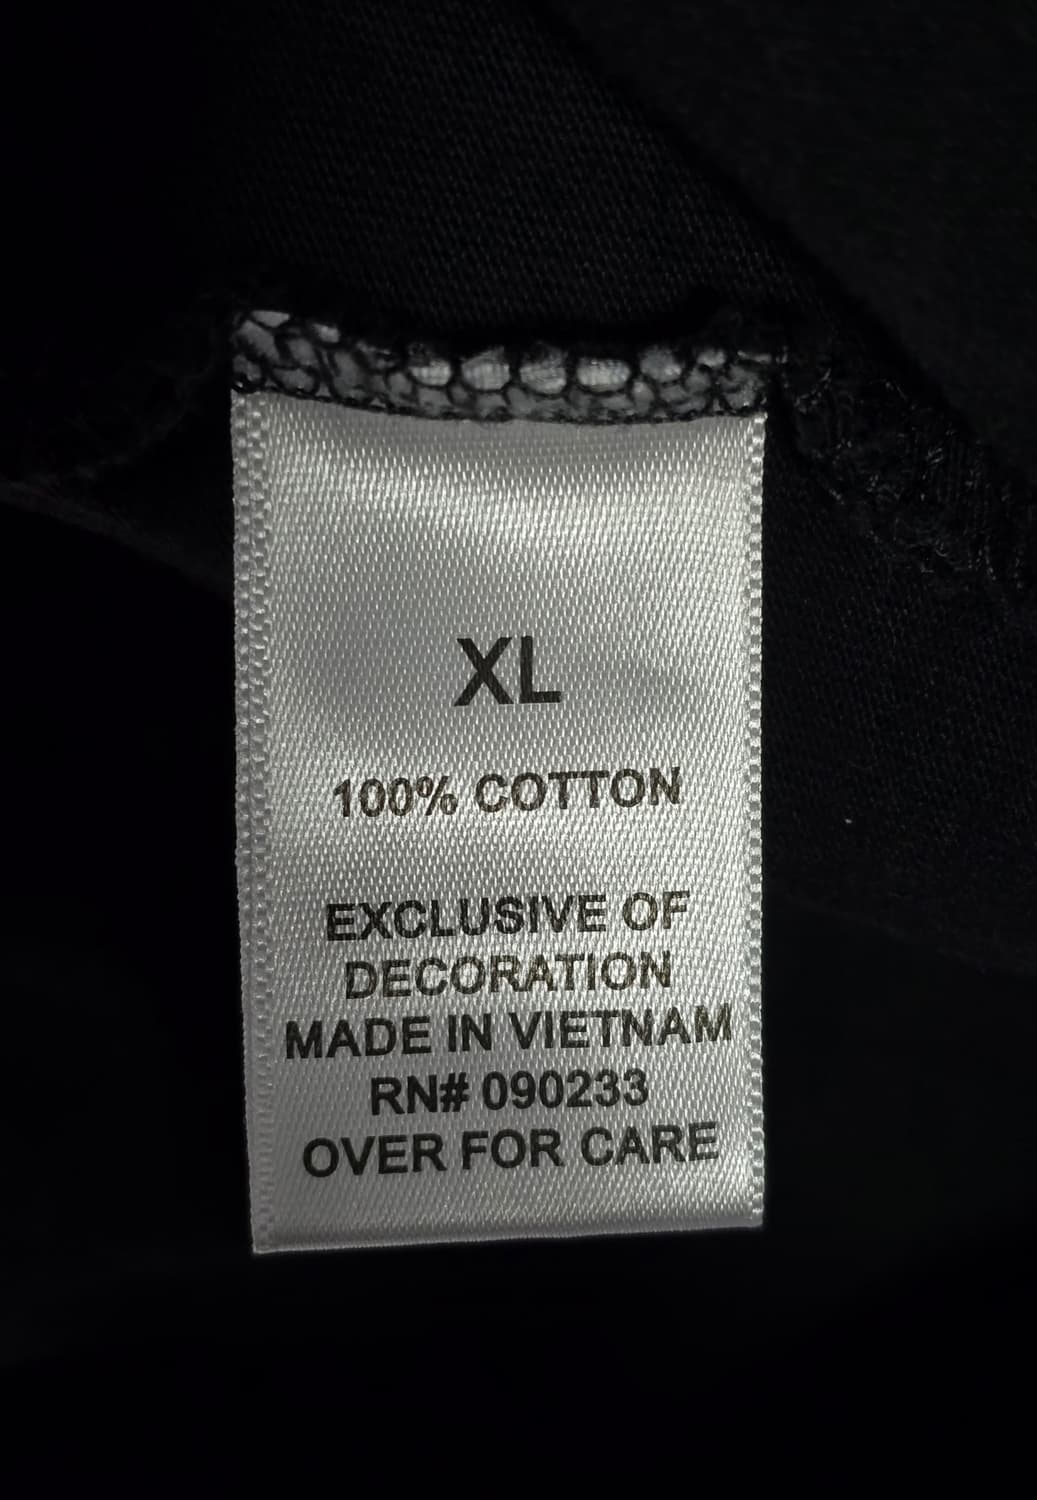 XL
100% COTTON
EXCLUSIVE OF
DECORATION
MADE IN VIETNAM
RN# 090233
OVER FOR CARE